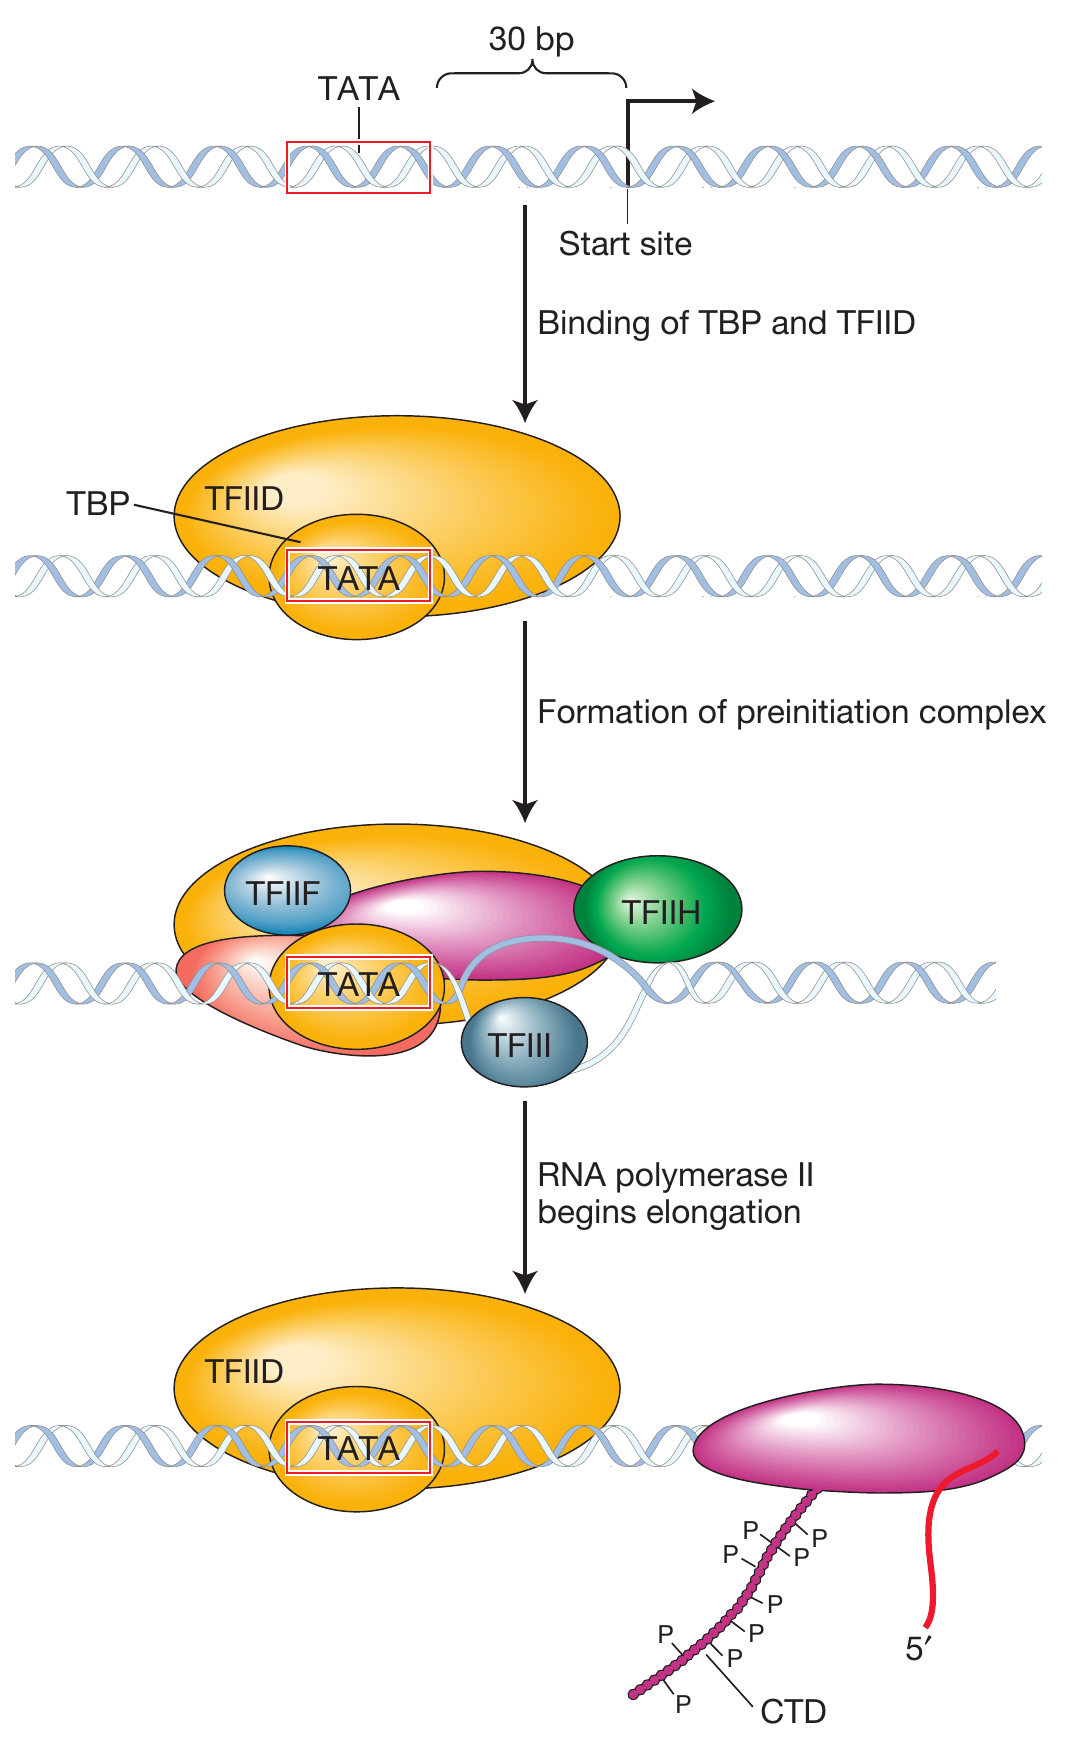 30 bp
TATA
Start site
Binding of TBP and TFIID
TFIID
TBP
TATA
Formation of preinitiation complex
TFIIF
TFIIH
TATA
TFIII
RNA polymerase II
begins elongation
TFIID
TATA
P
P
P
P
P
P
P
P
P
5′
P
CTD